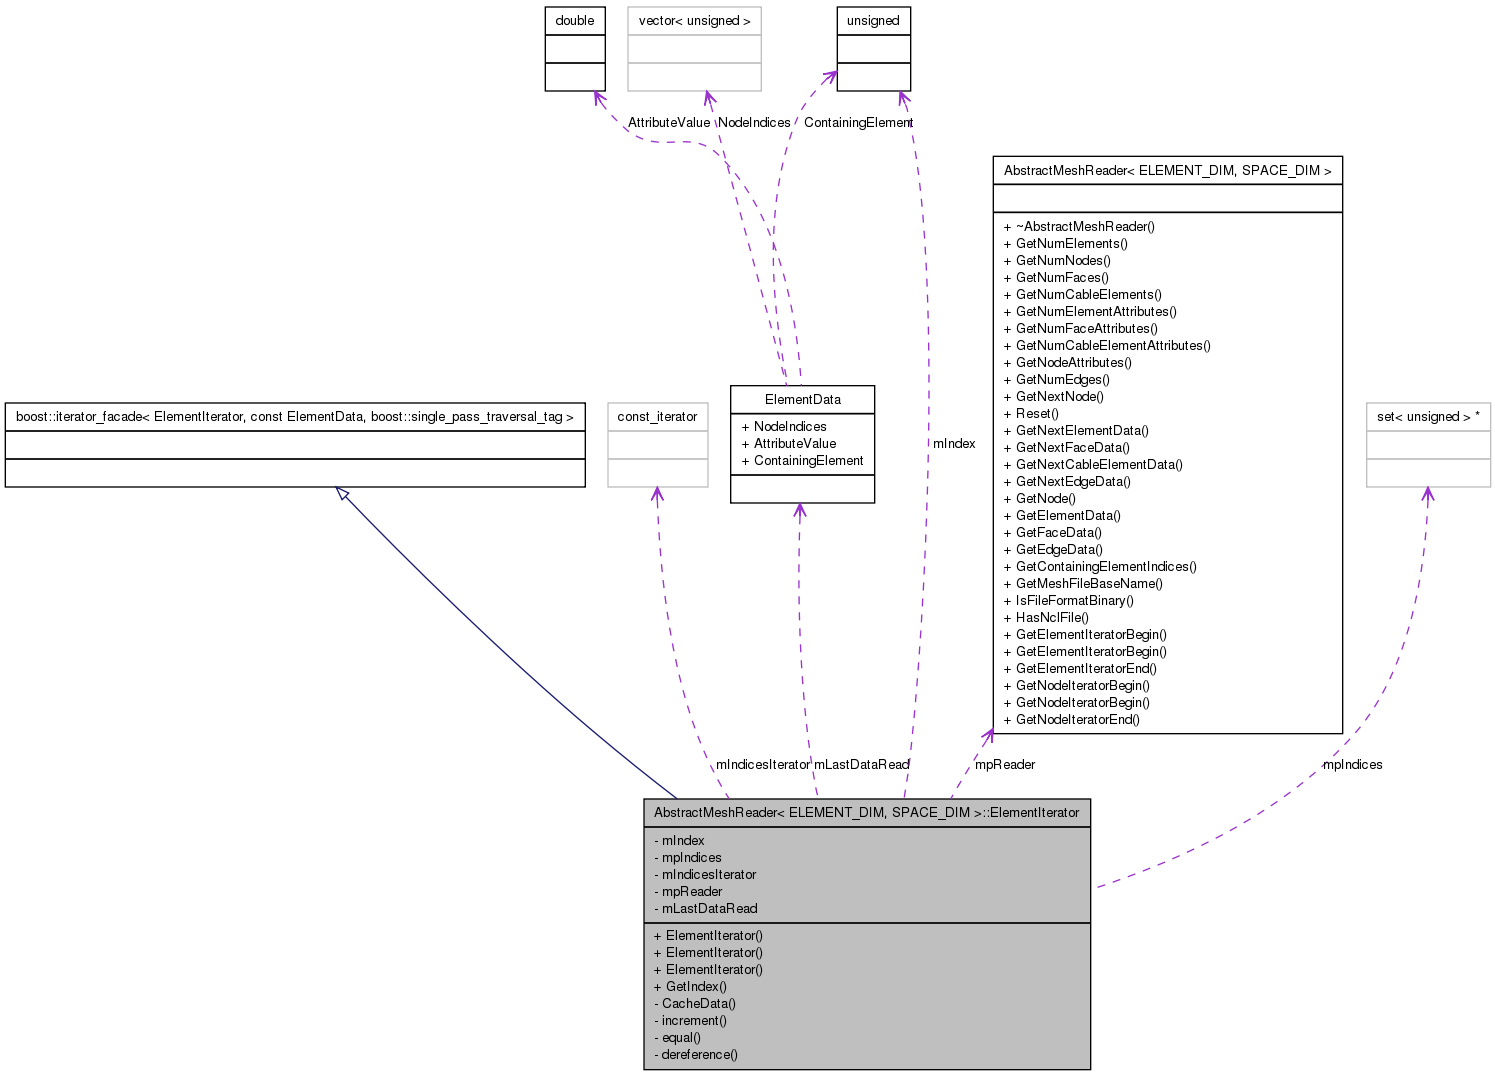 double
vector< unsigned >
unsigned
AttributeValue
NodeIndices
ContainingElement
AbstractMeshReader< ELEMENT_DIM, SPACE_DIM >
+ ~AbstractMeshReader()
+ GetNumElements()
+ GetNumNodes()
+ GetNumFaces()
+ GetNumCableElements()
+ GetNumElementAttributes()
+ GetNumFaceAttributes()
+ GetNumCableElementAttributes()
+ GetNodeAttributes()
+ GetNumEdges()
+ GetNextNode()
+ Reset()
+ GetNextElementData()
+ GetNextFaceData()
+ GetNextCableElementData()
+ GetNextEdgeData()
+ GetNode()
+ GetElementData()
+ GetFaceData()
+ GetEdgeData()
+ GetContainingElementIndices()
+ GetMeshFileBaseName()
+ IsFileFormatBinary()
+ HasNclFile()
+ GetElementIteratorBegin()
+ GetElementIteratorBegin()
+ GetElementIteratorEnd()
+ GetNodeIteratorBegin()
+ GetNodeIteratorBegin()
+ GetNodeIteratorEnd()
boost::iterator_facade< ElementIterator, const ElementData, boost::single_pass_traversal_tag >
const_iterator
ElementData
+ NodeIndices
+ AttributeValue
+ ContainingElement
mIndex
set< unsigned > *
mIndicesIterator
mLastDataRead
mpReader
mpIndices
AbstractMeshReader< ELEMENT_DIM, SPACE_DIM >::ElementIterator
- mIndex
- mpIndices
- mIndicesIterator
- mpReader
- mLastDataRead
+ ElementIterator()
+ ElementIterator()
+ ElementIterator()
+ GetIndex()
- CacheData()
- increment()
- equal()
- dereference()